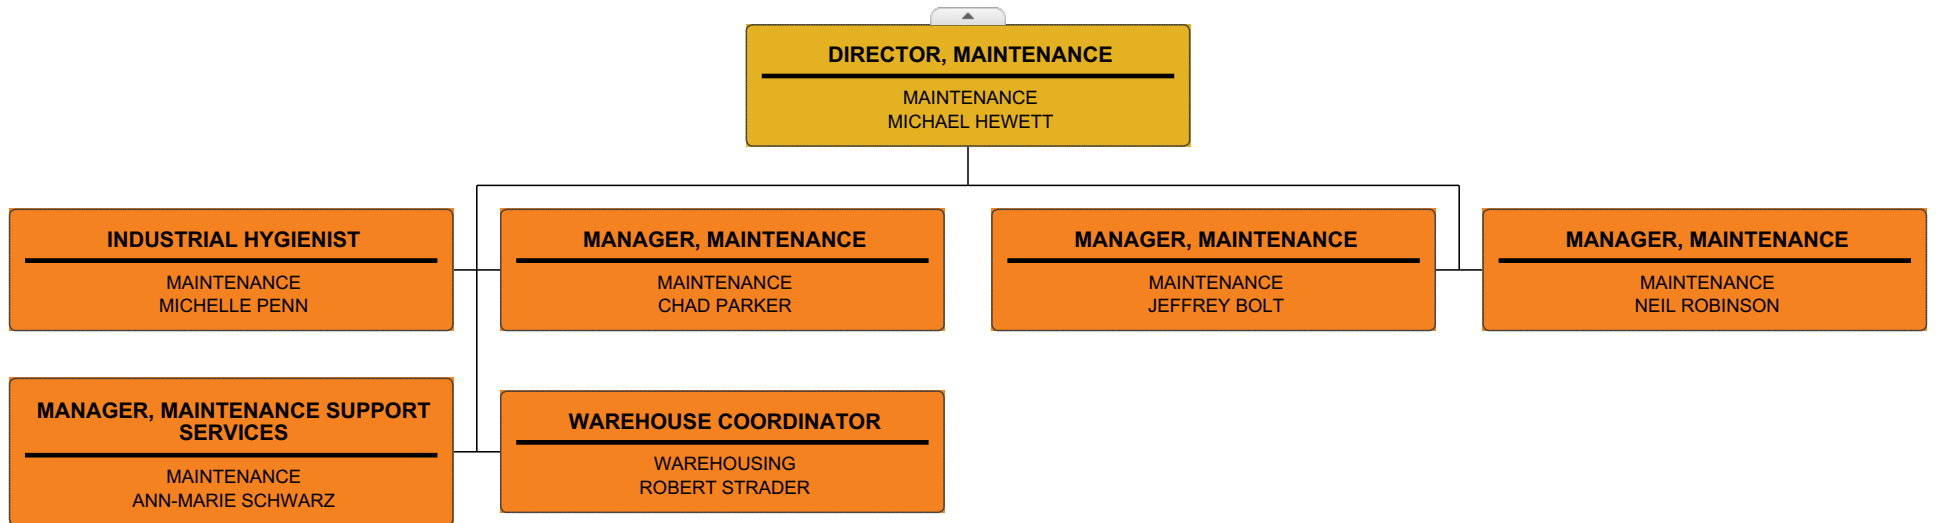 DIRECTOR, MAINTENANCE
MAINTENANCE
MICHAEL HEWETT
INDUSTRIAL HYGIENIST
MAINTENANCE
MICHELLE PENN
MANAGER, MAINTENANCE
MAINTENANCE
CHAD PARKER
MANAGER, MAINTENANCE
MAINTENANCE
JEFFREY BOLT
MANAGER, MAINTENANCE
MAINTENANCE
NEIL ROBINSON
MANAGER, MAINTENANCE SUPPORT
SERVICES
MAINTENANCE
ANN-MARIE SCHWARZ
WAREHOUSE COORDINATOR
WAREHOUSING
ROBERT STRADER